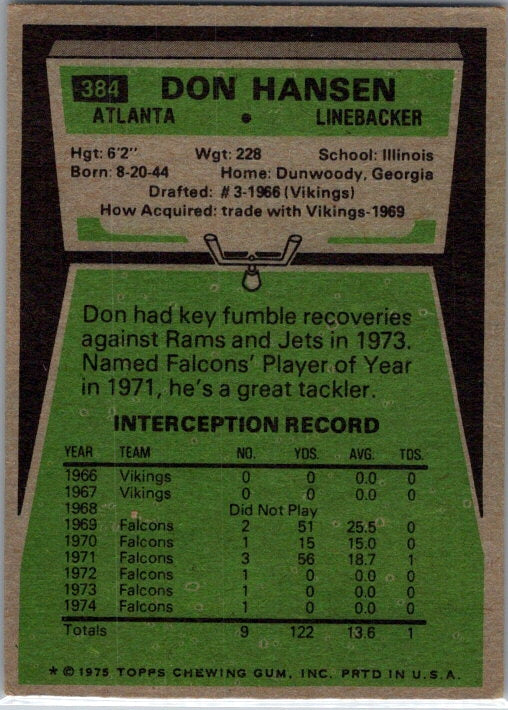 384 DON HANSEN
ATLANTA • LINEBACKER
Hgt: 6'2" Wgt: 228 School: Illinois
Born: 8-20-44 Home: Dunwoody, Georgia
Drafted: #3-1966 (Vikings)
How Acquired: trade with Vikings-1969
Don had key fumble recoveries
against Rams and Jets in 1973.
Named Falcons' Player of Year
in 1971, he's a great tackler.
INTERCEPTION RECORD
YEAR TEAM NO. YDS. AVG. TDS.
1966 Vikings 0 0 0.0 0
1967 Vikings 0 0 0.0 0
1968 Did Not Play
1969 Falcons 2 51 25.5 0
1970 Falcons 1 15 15.0 0
1971 Falcons 3 56 18.7 1
1972 Falcons 1 0 0.0 0
1973 Falcons 1 0 0.0 0
1974 Falcons 1 0 0.0 0
Totals 9 122 13.6 1
* © 1975 TOPPS CHEWING GUM, INC. PRTD IN U.S.A.